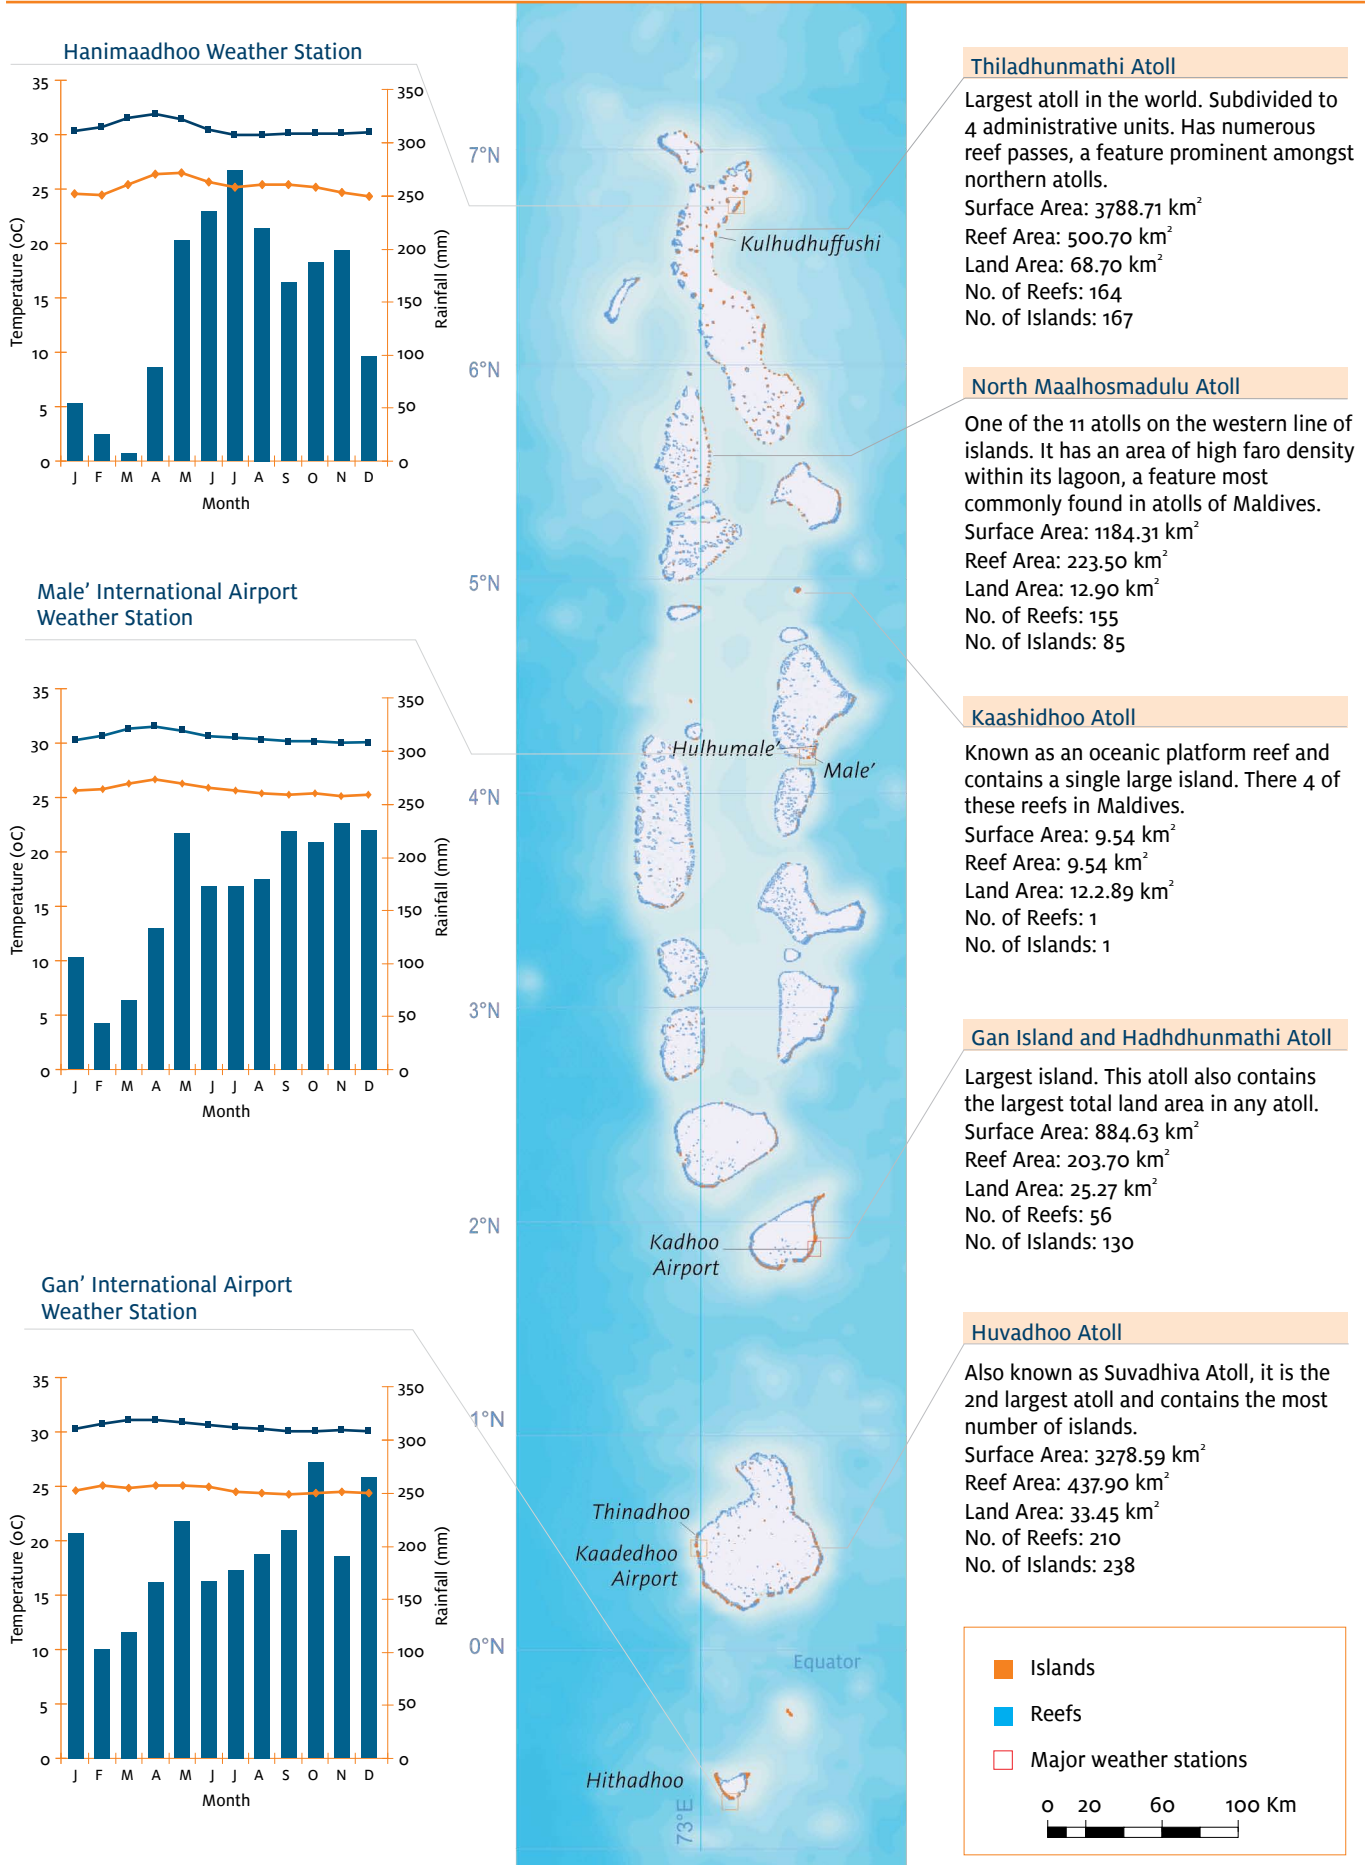 Hanimaadhoo Weather Station
35
30
25
20
15
10
5
0
Temperature (oC)
350
300
250
200
150
100
50
0
Rainfall (mm)
J F M A M J J A S O N D
Month
Male’ International Airport
Weather Station
35
30
25
20
15
10
5
0
Temperature (oC)
350
300
250
200
150
100
50
0
Rainfall (mm)
J F M A M J J A S O N D
Month
Gan’ International Airport
Weather Station
35
30
25
20
15
10
5
0
Temperature (oC)
350
300
250
200
150
100
50
0
Rainfall (mm)
J F M A M J J A S O N D
Month
7°N
6°N
5°N
4°N
3°N
2°N
1°N
0°N
Kulhudhuffushi
Hulhumale’
Male’
Kadhoo
Airport
Thinadhoo
Kaadedhoo
Airport
Equator
Hithadhoo
73°E
Thiladhunmathi Atoll
Largest atoll in the world. Subdivided to
4 administrative units. Has numerous
reef passes, a feature prominent amongst
northern atolls.
Surface Area: 3788.71 km²
Reef Area: 500.70 km²
Land Area: 68.70 km²
No. of Reefs: 164
No. of Islands: 167
North Maalhosmadulu Atoll
One of the 11 atolls on the western line of
islands. It has an area of high faro density
within its lagoon, a feature most
commonly found in atolls of Maldives.
Surface Area: 1184.31 km²
Reef Area: 223.50 km²
Land Area: 12.90 km²
No. of Reefs: 155
No. of Islands: 85
Kaashidhoo Atoll
Known as an oceanic platform reef and
contains a single large island. There 4 of
these reefs in Maldives.
Surface Area: 9.54 km²
Reef Area: 9.54 km²
Land Area: 12.2.89 km²
No. of Reefs: 1
No. of Islands: 1
Gan Island and Hadhdhunmathi Atoll
Largest island. This atoll also contains
the largest total land area in any atoll.
Surface Area: 884.63 km²
Reef Area: 203.70 km²
Land Area: 25.27 km²
No. of Reefs: 56
No. of Islands: 130
Huvadhoo Atoll
Also known as Suvadhiva Atoll, it is the
2nd largest atoll and contains the most
number of islands.
Surface Area: 3278.59 km²
Reef Area: 437.90 km²
Land Area: 33.45 km²
No. of Reefs: 210
No. of Islands: 238
Islands
Reefs
Major weather stations
0 20 60 100 Km